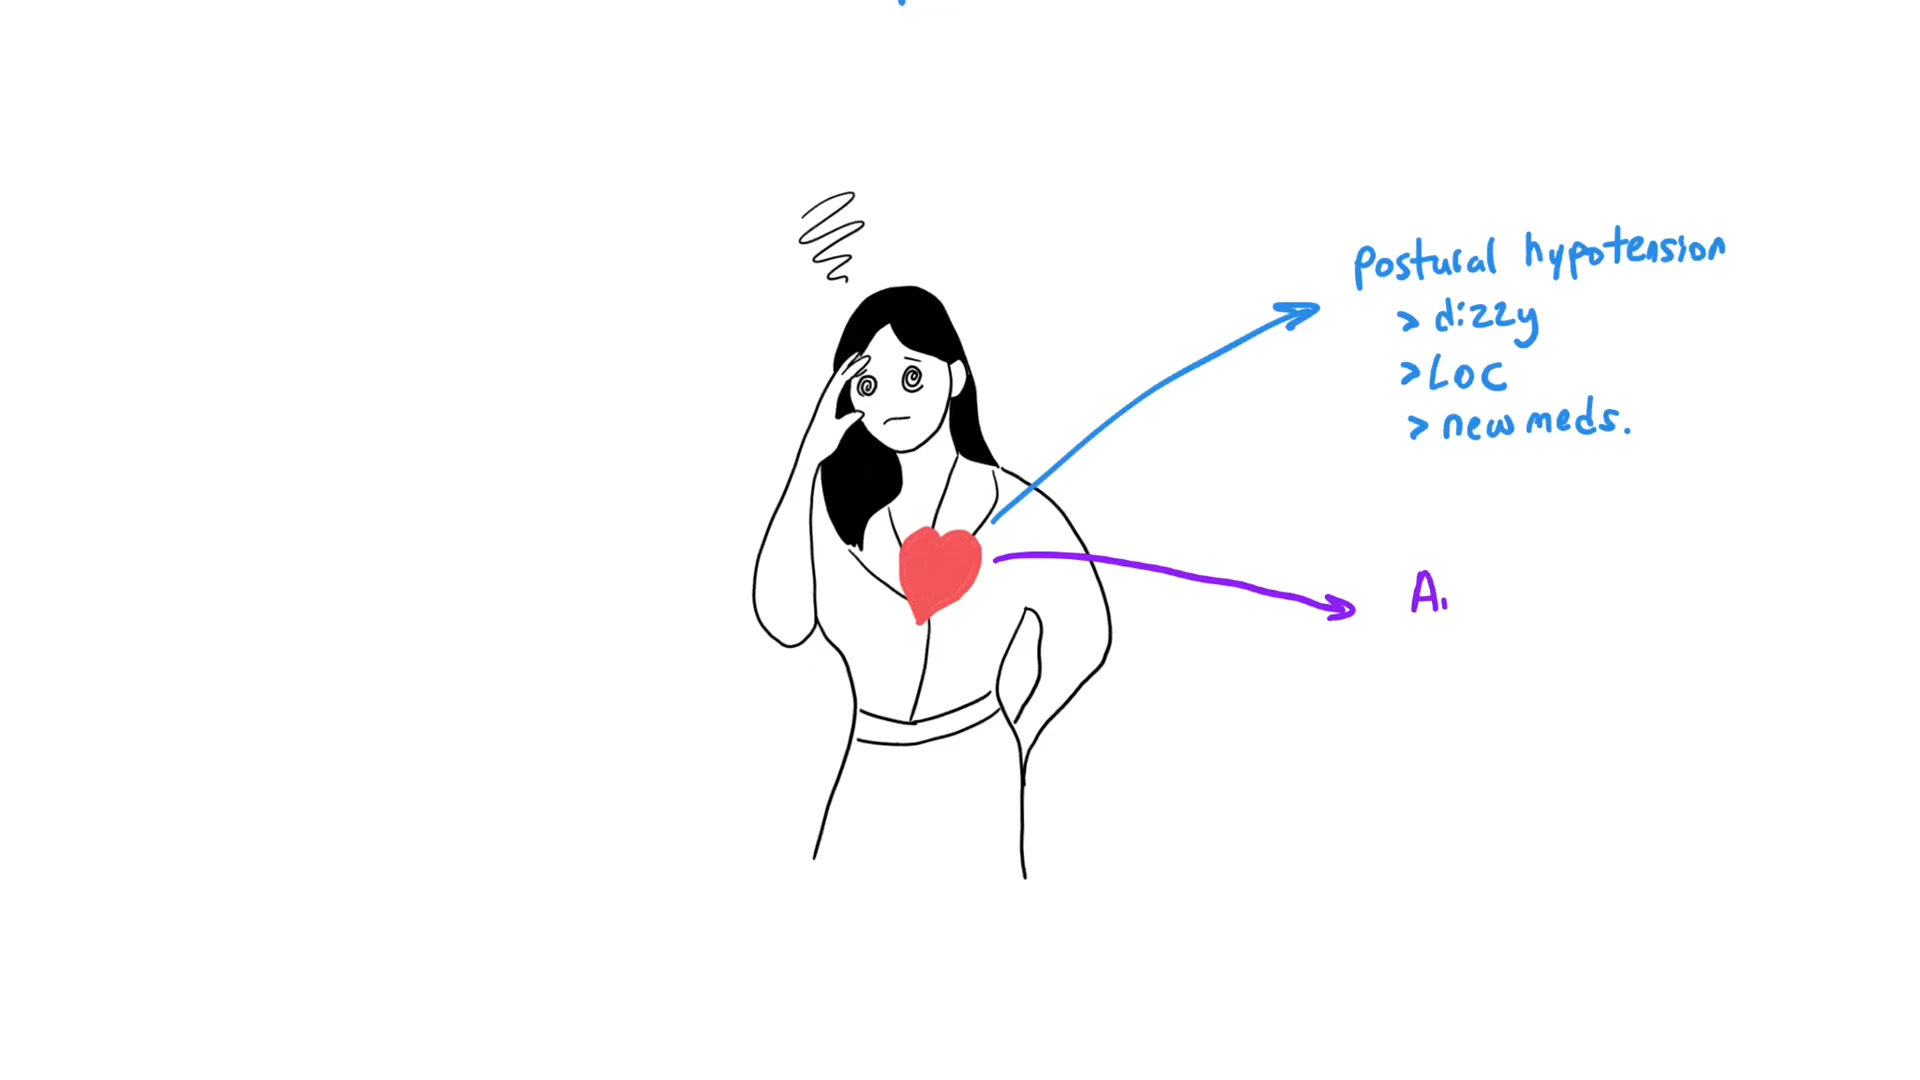 postural hypotension
> dizzy
> LOC
> new meds.
A.